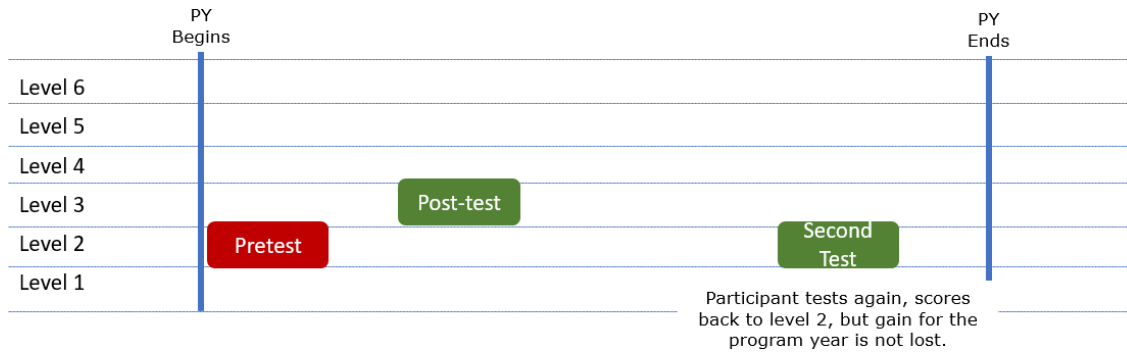 PY
Begins
PY
Ends
Level 6
Level 5
Level 4
Level 3
Post-test
Level 2
Pretest
Second
Test
Level 1
Participant tests again, scores
back to level 2, but gain for the
program year is not lost.